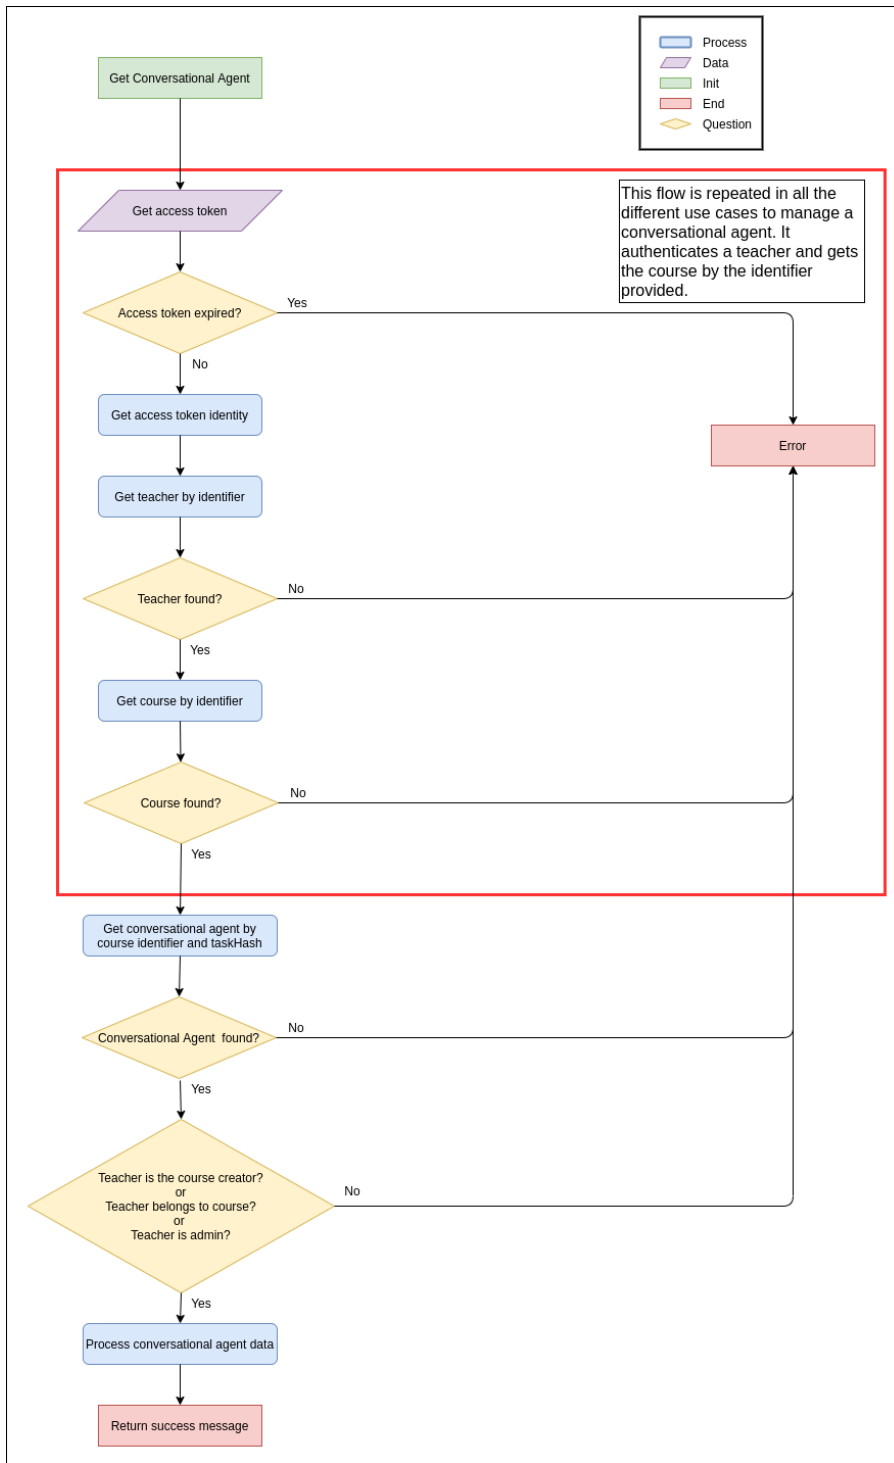 Process
Data
Init
End
Question
Get Conversational Agent
This flow is repeated in all the
different use cases to manage a
conversational agent. It
authenticates a teacher and gets
the course by the identifier
provided.
Get access token
Access token expired?
Yes
No
Get access token identity
Error
Get teacher by identifier
Teacher found?
No
Yes
Get course by identifier
Course found?
No
Yes
Get conversational agent by
course identifier and taskHash
Conversational Agent found?
No
Yes
Teacher is the course creator?
or
Teacher belongs to course?
or
Teacher is admin?
No
Yes
Process conversational agent data
Return success message